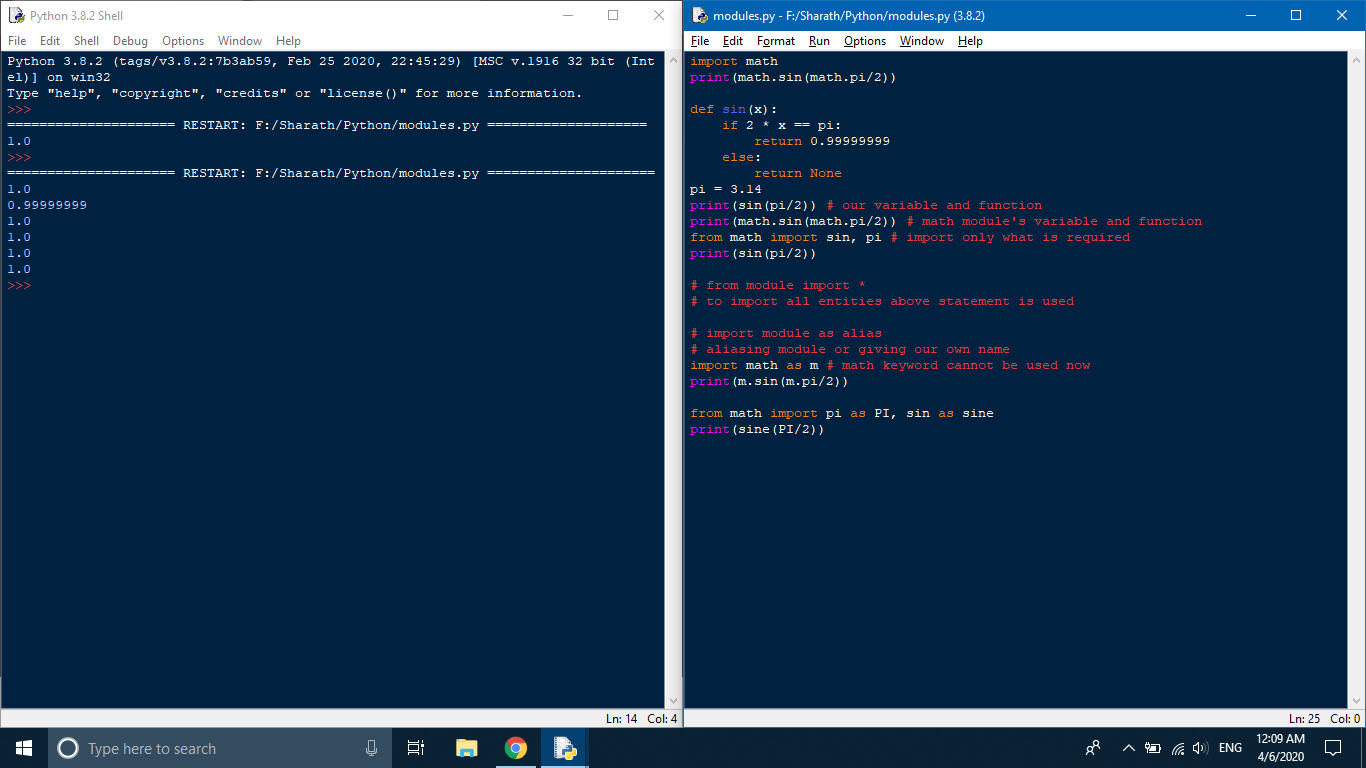 Python 3.8.2 Shell
File Edit Shell Debug Options Window Help
Python 3.8.2 (tags/v3.8.2:7b3ab59, Feb 25 2020, 22:45:29) [MSC v.1916 32 bit (Int
el)] on win32
Type "help", "copyright", "credits" or "license()" for more information.
>>>
===================== RESTART: F:/Sharath/Python/modules.py ====================
1.0
>>>
===================== RESTART: F:/Sharath/Python/modules.py =====================
1.0
0.99999999
1.0
1.0
1.0
1.0
>>>
Ln: 14 Col: 4
modules.py - F:/Sharath/Python/modules.py (3.8.2)
File Edit Format Run Options Window Help
import math
print(math.sin(math.pi/2))
def sin(x):
    if 2 * x == pi:
        return 0.99999999
    else:
        return None
pi = 3.14
print(sin(pi/2)) # our variable and function
print(math.sin(math.pi/2)) # math module's variable and function
from math import sin, pi # import only what is required
print(sin(pi/2))
# from module import *
# to import all entities above statement is used
# import module as alias
# aliasing module or giving our own name
import math as m # math keyword cannot be used now
print(m.sin(m.pi/2))
from math import pi as PI, sin as sine
print(sine(PI/2))
Ln: 25 Col: 0
Type here to search
ENG
12:09 AM
4/6/2020